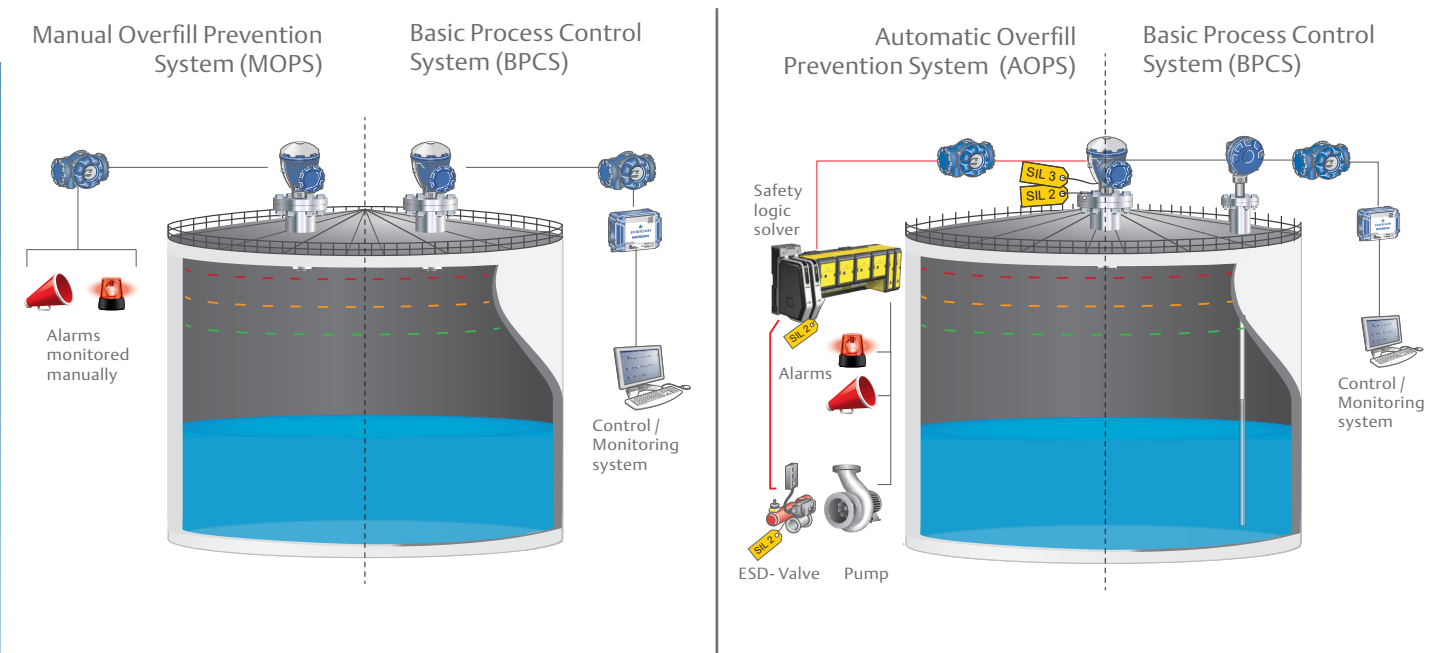 Manual Overfill Prevention
System (MOPS)
Basic Process Control
System (BPCS)
Alarms
monitored
manually
EMERSON
Control /
Monitoring
system
Automatic Overfill
Prevention System (AOPS)
Basic Process Control
System (BPCS)
SIL 3
SIL 2
Safety
logic
solver
SIL 2
Alarms
SIL 2
ESD- Valve
Pump
Control /
Monitoring
system